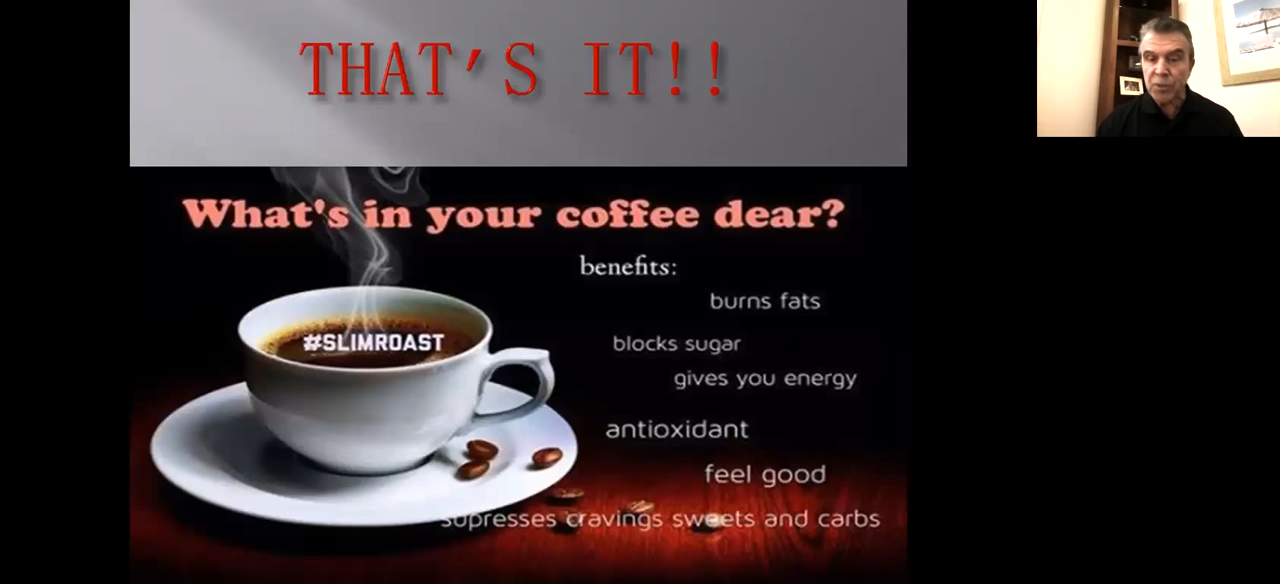 THAT'S IT!!
What's in your coffee dear?
benefits:
burns fats
blocks sugar
#SLIMROAST
gives you energy
antioxidant
feel good
supresses cravings sweets and carbs